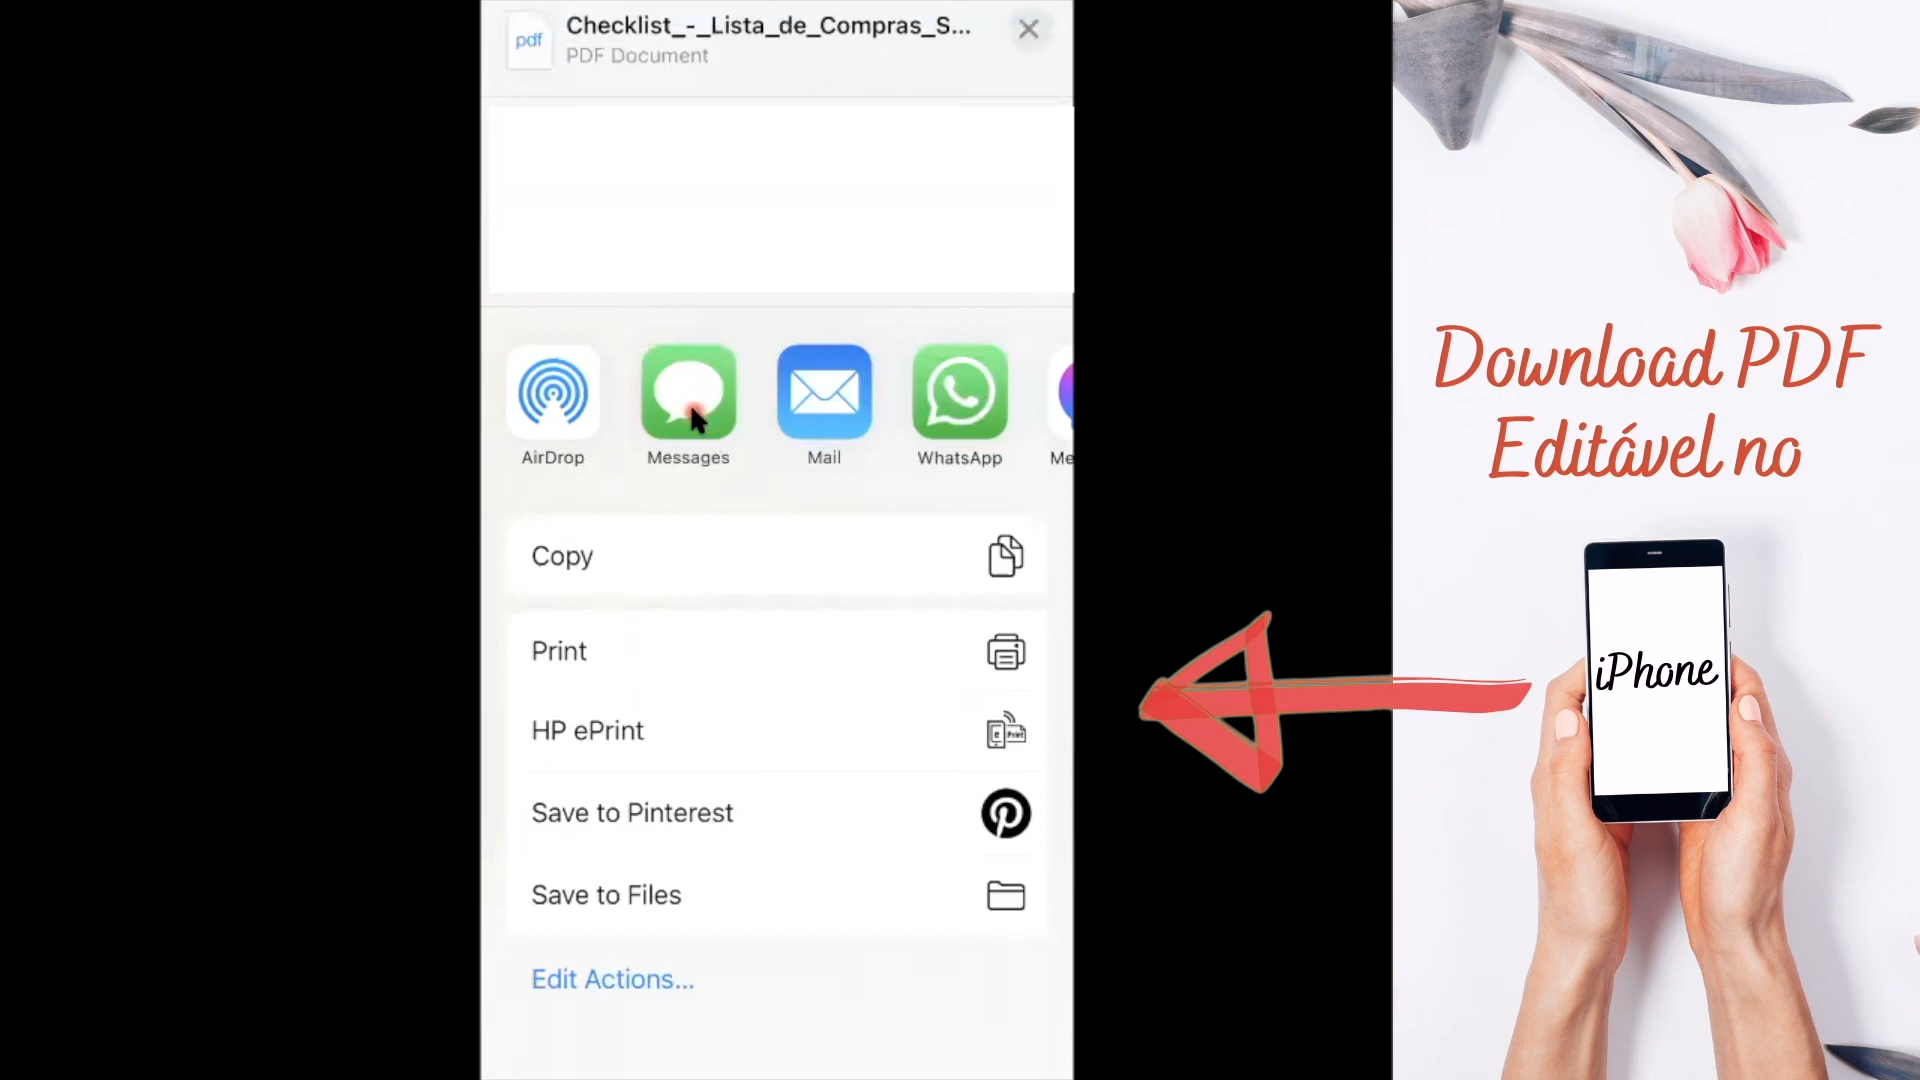 pdf
Checklist_-_Lista_de_Compras_S...
PDF Document
AirDrop
Messages
Mail
WhatsApp
Me
Copy
Print
HP ePrint
e Print
Save to Pinterest
Save to Files
Edit Actions...
Download PDF
Editável no
iPhone